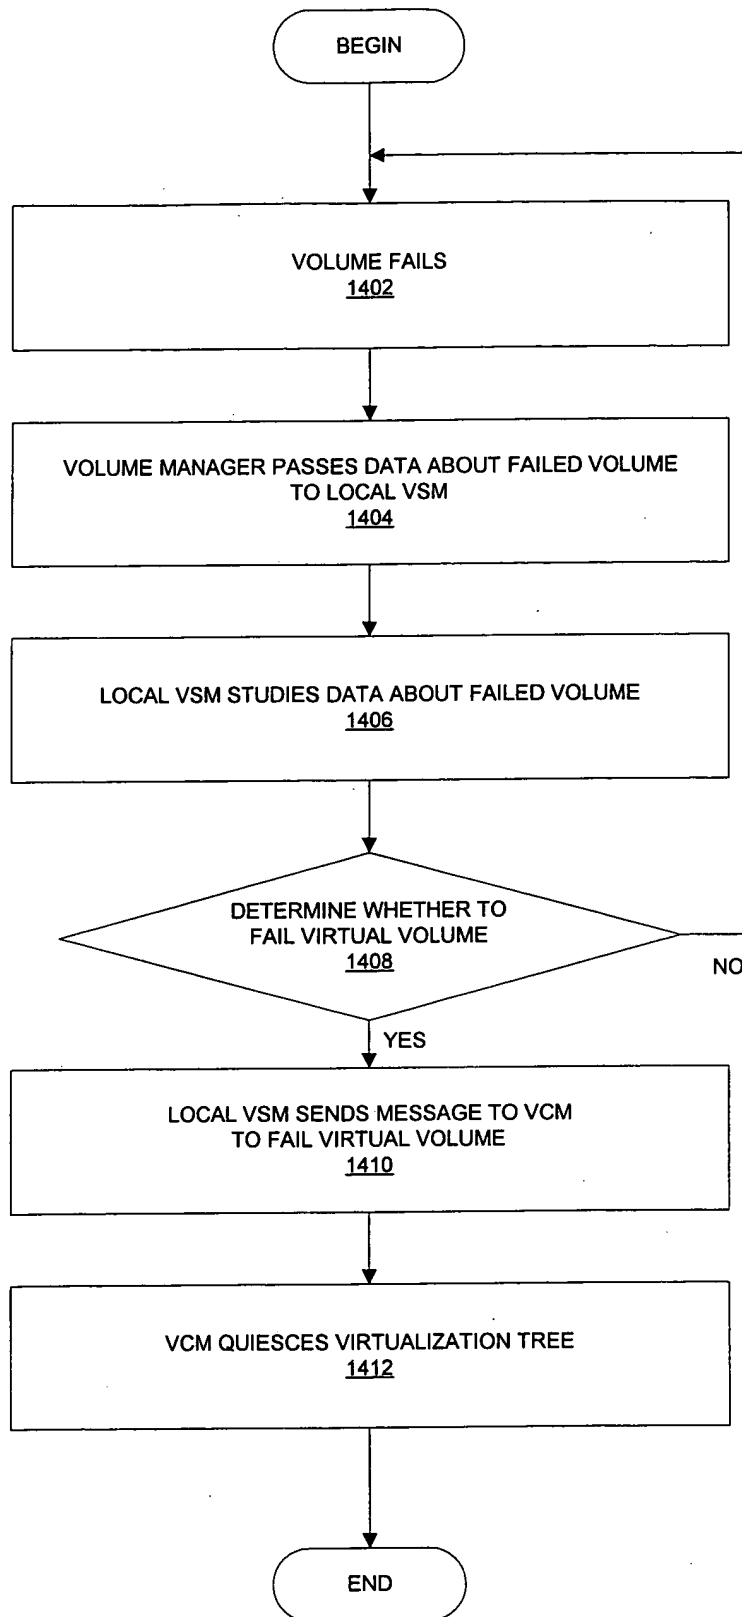 BEGIN
VOLUME FAILS
1402
VOLUME MANAGER PASSES DATA ABOUT FAILED VOLUME
TO LOCAL VSM
1404
LOCAL VSM STUDIES DATA ABOUT FAILED VOLUME
1406
DETERMINE WHETHER TO
FAIL VIRTUAL VOLUME
1408
NO
YES
LOCAL VSM SENDS MESSAGE TO VCM
TO FAIL VIRTUAL VOLUME
1410
VCM QUIESCES VIRTUALIZATION TREE
1412
END